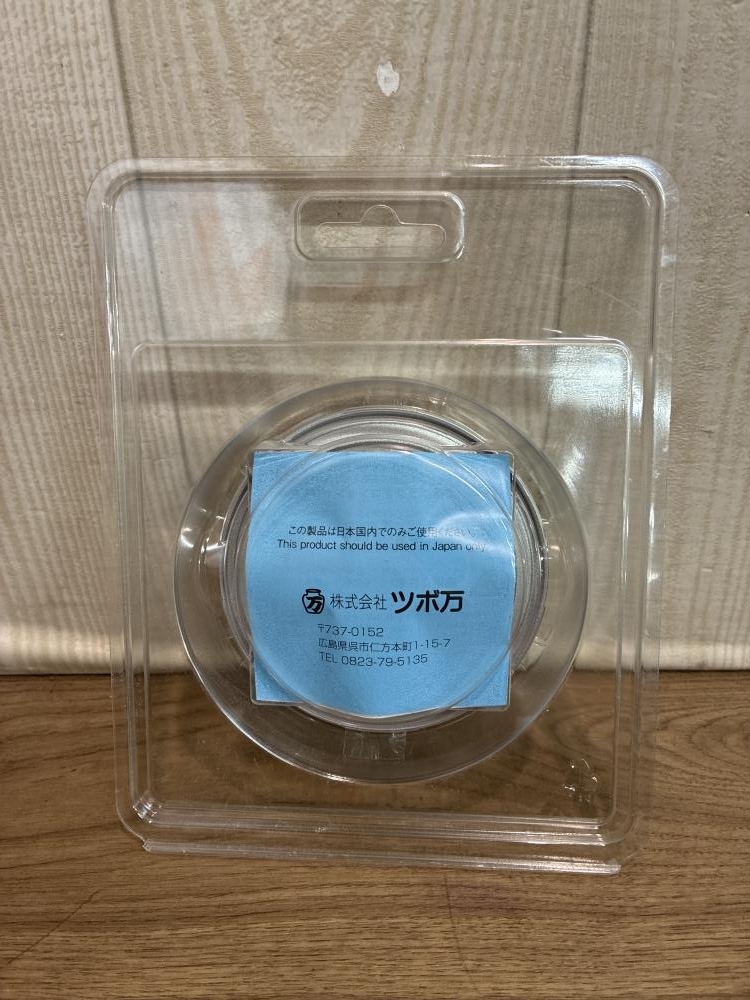 この製品は日本国内でのみご使用ください。
This product should be used in Japan only.
万 株式会社 ツボ万
〒737-0152
広島県呉市仁方本町1-15-7
TEL 0823-79-5135